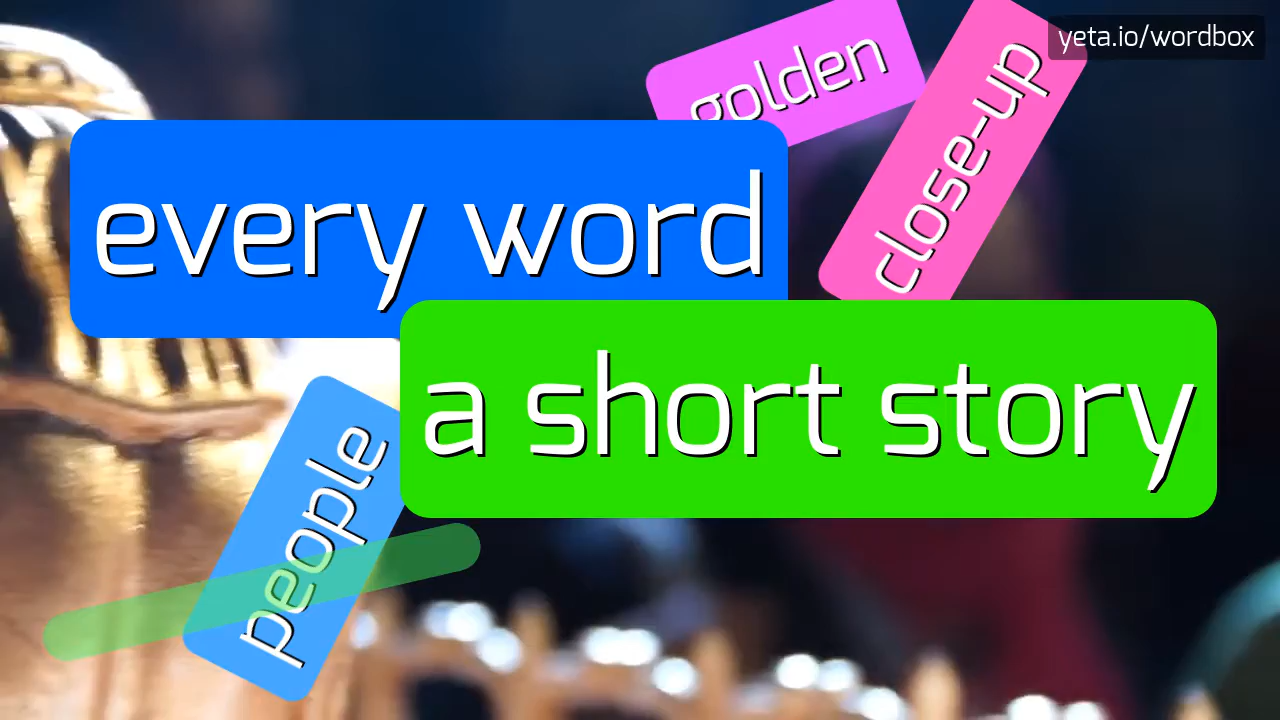 yeta.io/wordbox
golden
close-up
every word
a short story
people